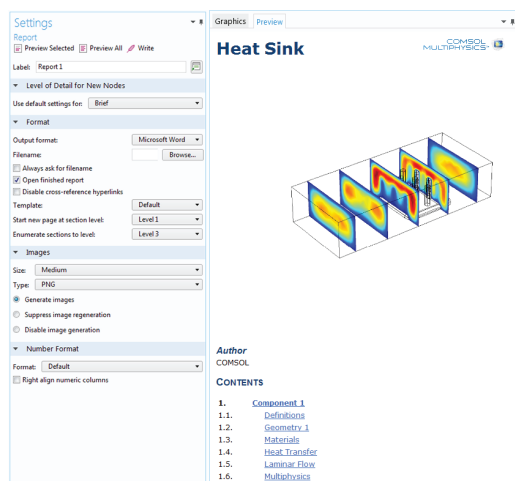 Settings
Report
Preview Selected Preview All Write
Label: Report 1
Level of Detail for New Nodes
Use default settings for: Brief
Format
Output format: Microsoft Word
Filename: Browse...
Always ask for filename
Open finished report
Disable cross-reference hyperlinks
Template: Default
Start new page at section level: Level 1
Enumerate sections to level: Level 3
Images
Size: Medium
Type: PNG
Generate images
Suppress image regeneration
Disable image generation
Number Format
Format: Default
Right align numeric columns
Graphics Preview
Heat Sink
COMSOL
MULTIPHYSICS
Author
COMSOL
CONTENTS
1. Component 1
1.1. Definitions
1.2. Geometry 1
1.3. Materials
1.4. Heat Transfer
1.5. Laminar Flow
1.6. Multiphysics